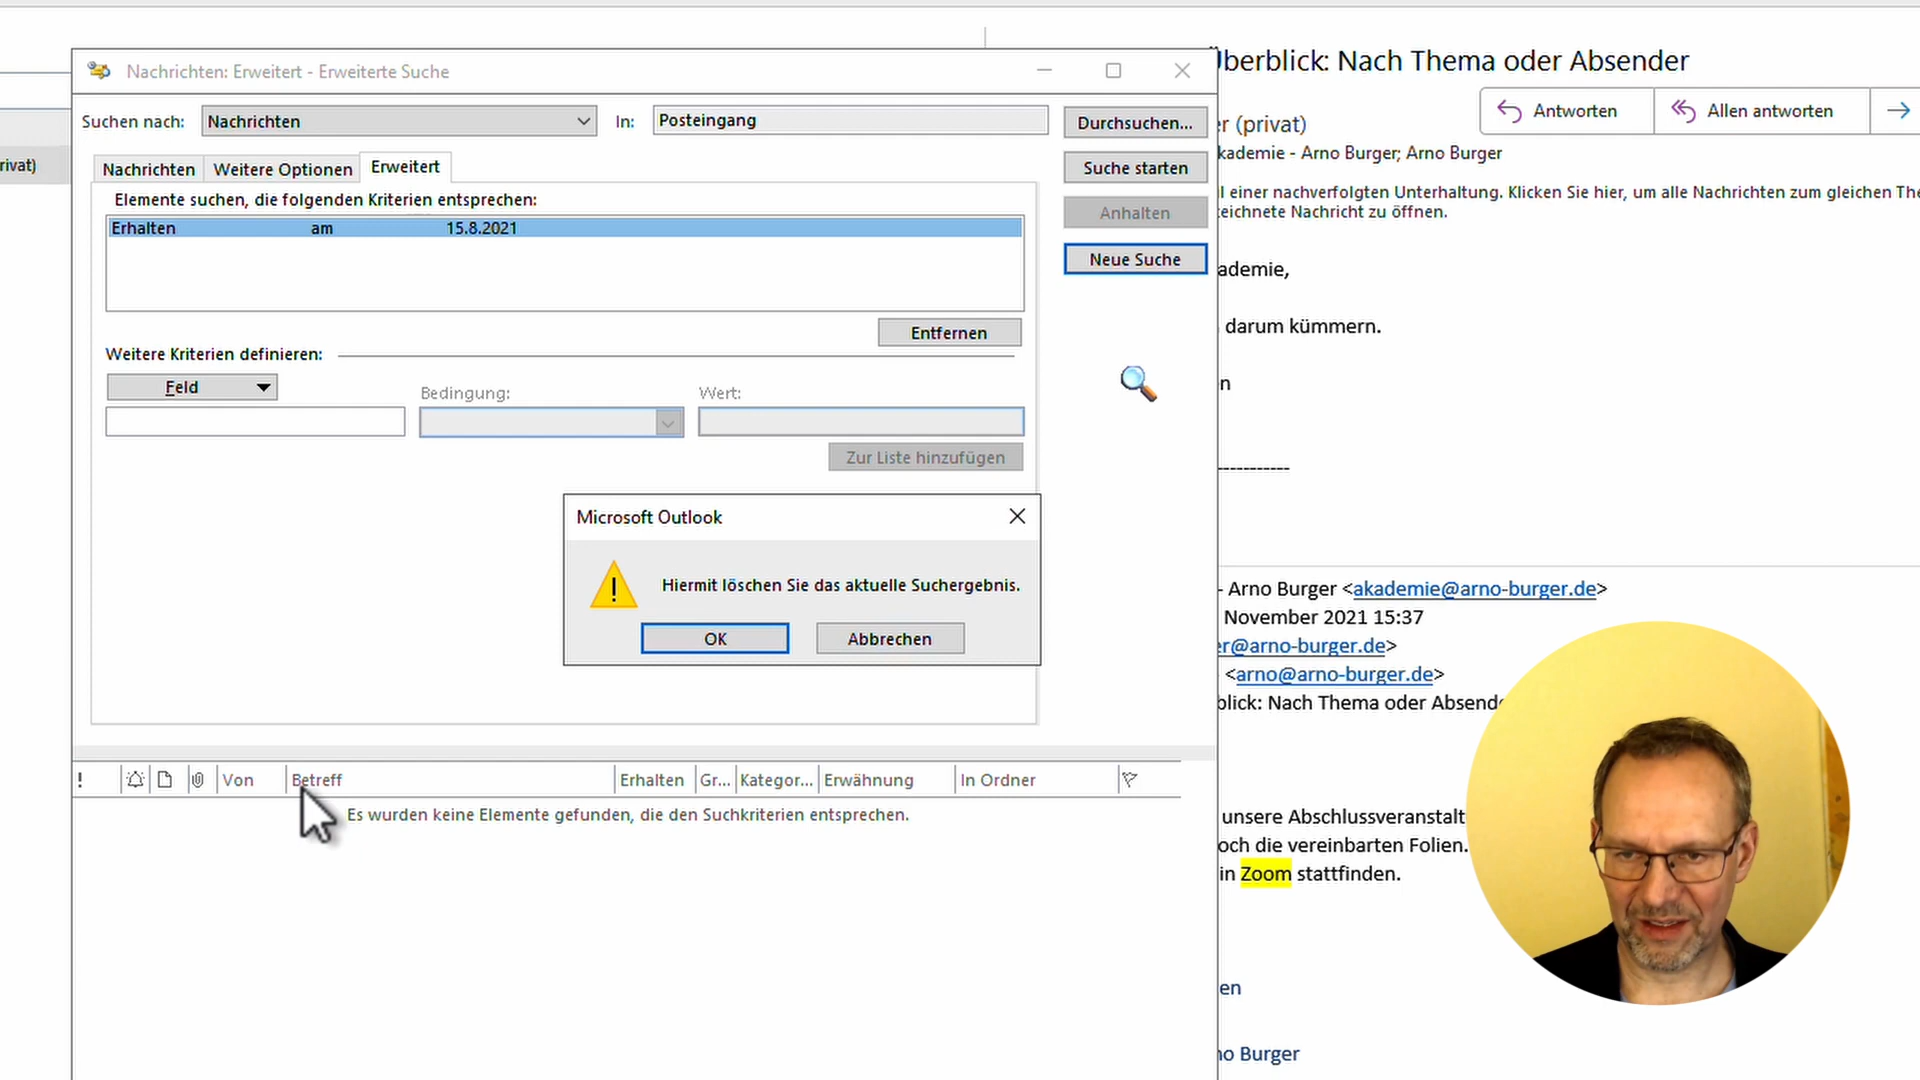 Nachrichten: Erweitert - Erweiterte Suche
Suchen nach:
Nachrichten
In:
Posteingang
Durchsuchen...
Nachrichten
Weitere Optionen
Erweitert
Suche starten
Elemente suchen, die folgenden Kriterien entsprechen:
Anhalten
Erhalten am 15.8.2021
Neue Suche
Entfernen
Weitere Kriterien definieren:
Feld
Bedingung:
Wert:
Zur Liste hinzufügen
Microsoft Outlook
! Hiermit löschen Sie das aktuelle Suchergebnis.
OK
Abbrechen
! Von Betreff Erhalten Gr... Kategor... Erwähnung In Ordner
Es wurden keine Elemente gefunden, die den Suchkriterien entsprechen.
rivat)
Überblick: Nach Thema oder Absender
Antworten
Allen antworten
r (privat)
kademie - Arno Burger; Arno Burger
l einer nachverfolgten Unterhaltung. Klicken Sie hier, um alle Nachrichten zum gleichen The
eichnete Nachricht zu öffnen.
ademie,
darum kümmern.
n
-----------
- Arno Burger <akademie@arno-burger.de>
November 2021 15:37
er@arno-burger.de>
<arno@arno-burger.de>
blick: Nach Thema oder Absende
unsere Abschlussveranstalt
och die vereinbarten Folien.
in Zoom stattfinden.
en
no Burger